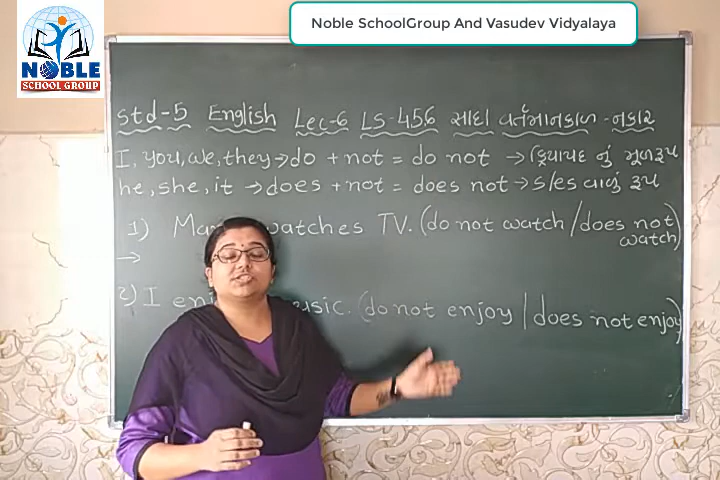 Noble SchoolGroup And Vasudev Vidyalaya
NOBLE
SCHOOL GROUP
Std-5 English Lec-6 LS-456 સાદો વર્તમાનકાળ - નકાર
I, you, we, they → do + not = do not → ક્રિયાપદ નું મૂળરૂપ
he, she, it → does + not = does not → s/es વાળું રૂપ
1) watches TV. (do not watch / does not watch)
→
2) I music. (do not enjoy / does not enjoy)